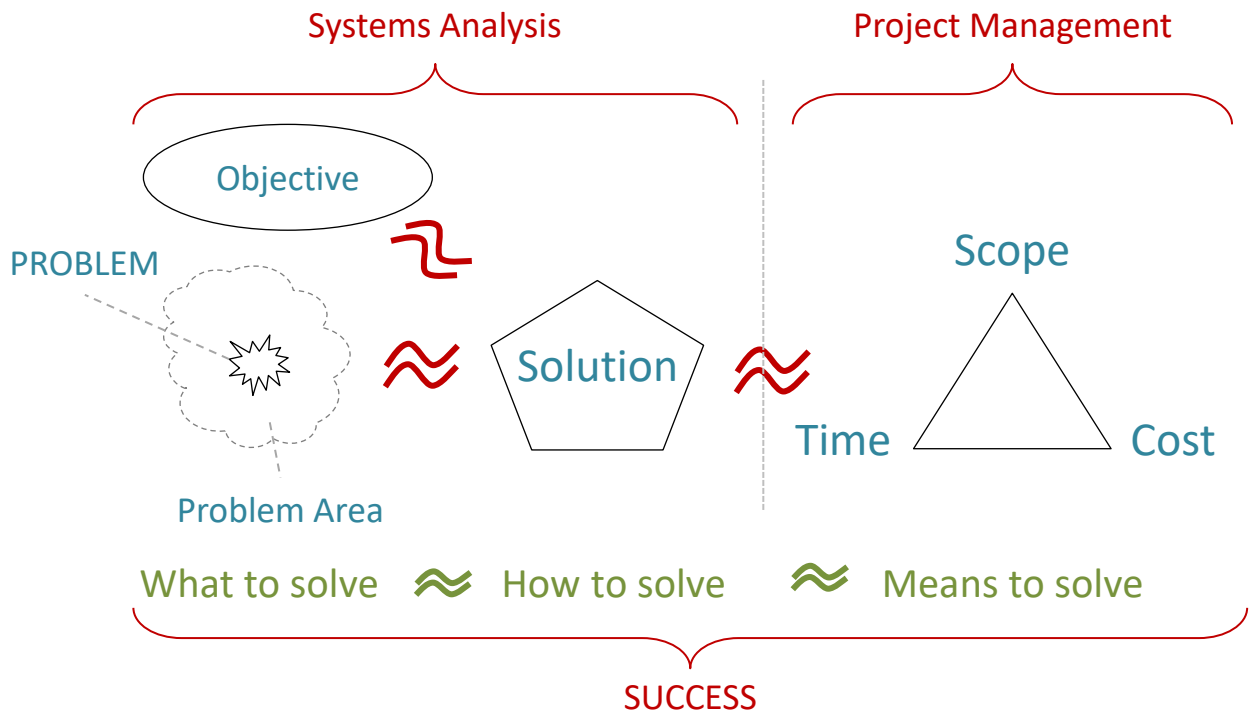 Systems Analysis
Project Management
Objective
PROBLEM
Scope
Solution
Time
Cost
Problem Area
What to solve
How to solve
Means to solve
SUCCESS